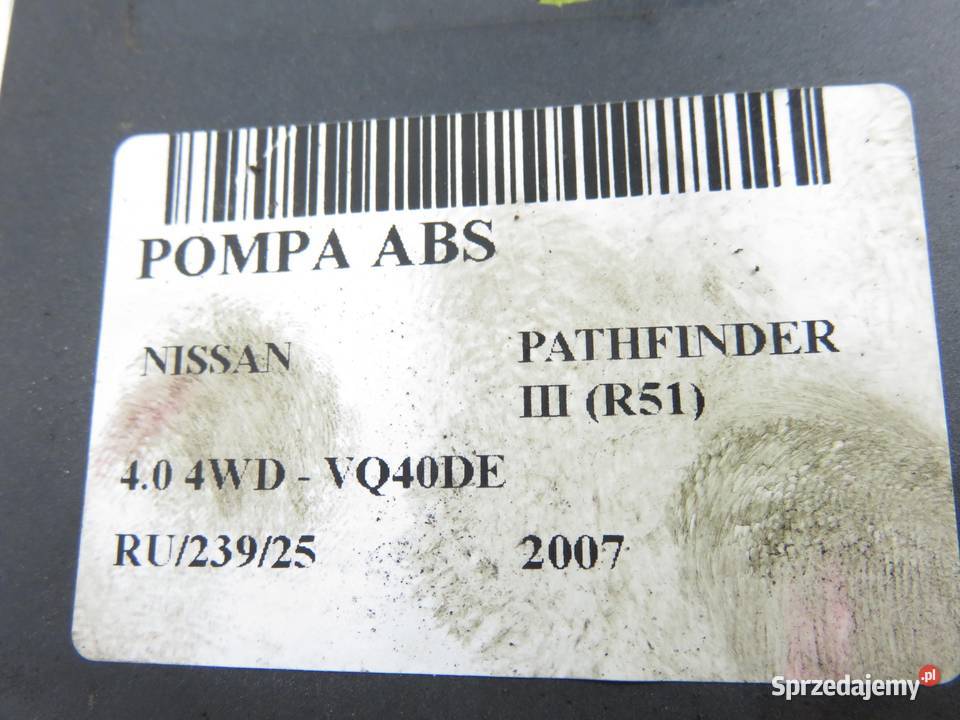 POMPA ABS
NISSAN PATHFINDER
III (R51)
4.0 4WD - VQ40DE
RU/239/25 2007
Sprzedajemy.pl